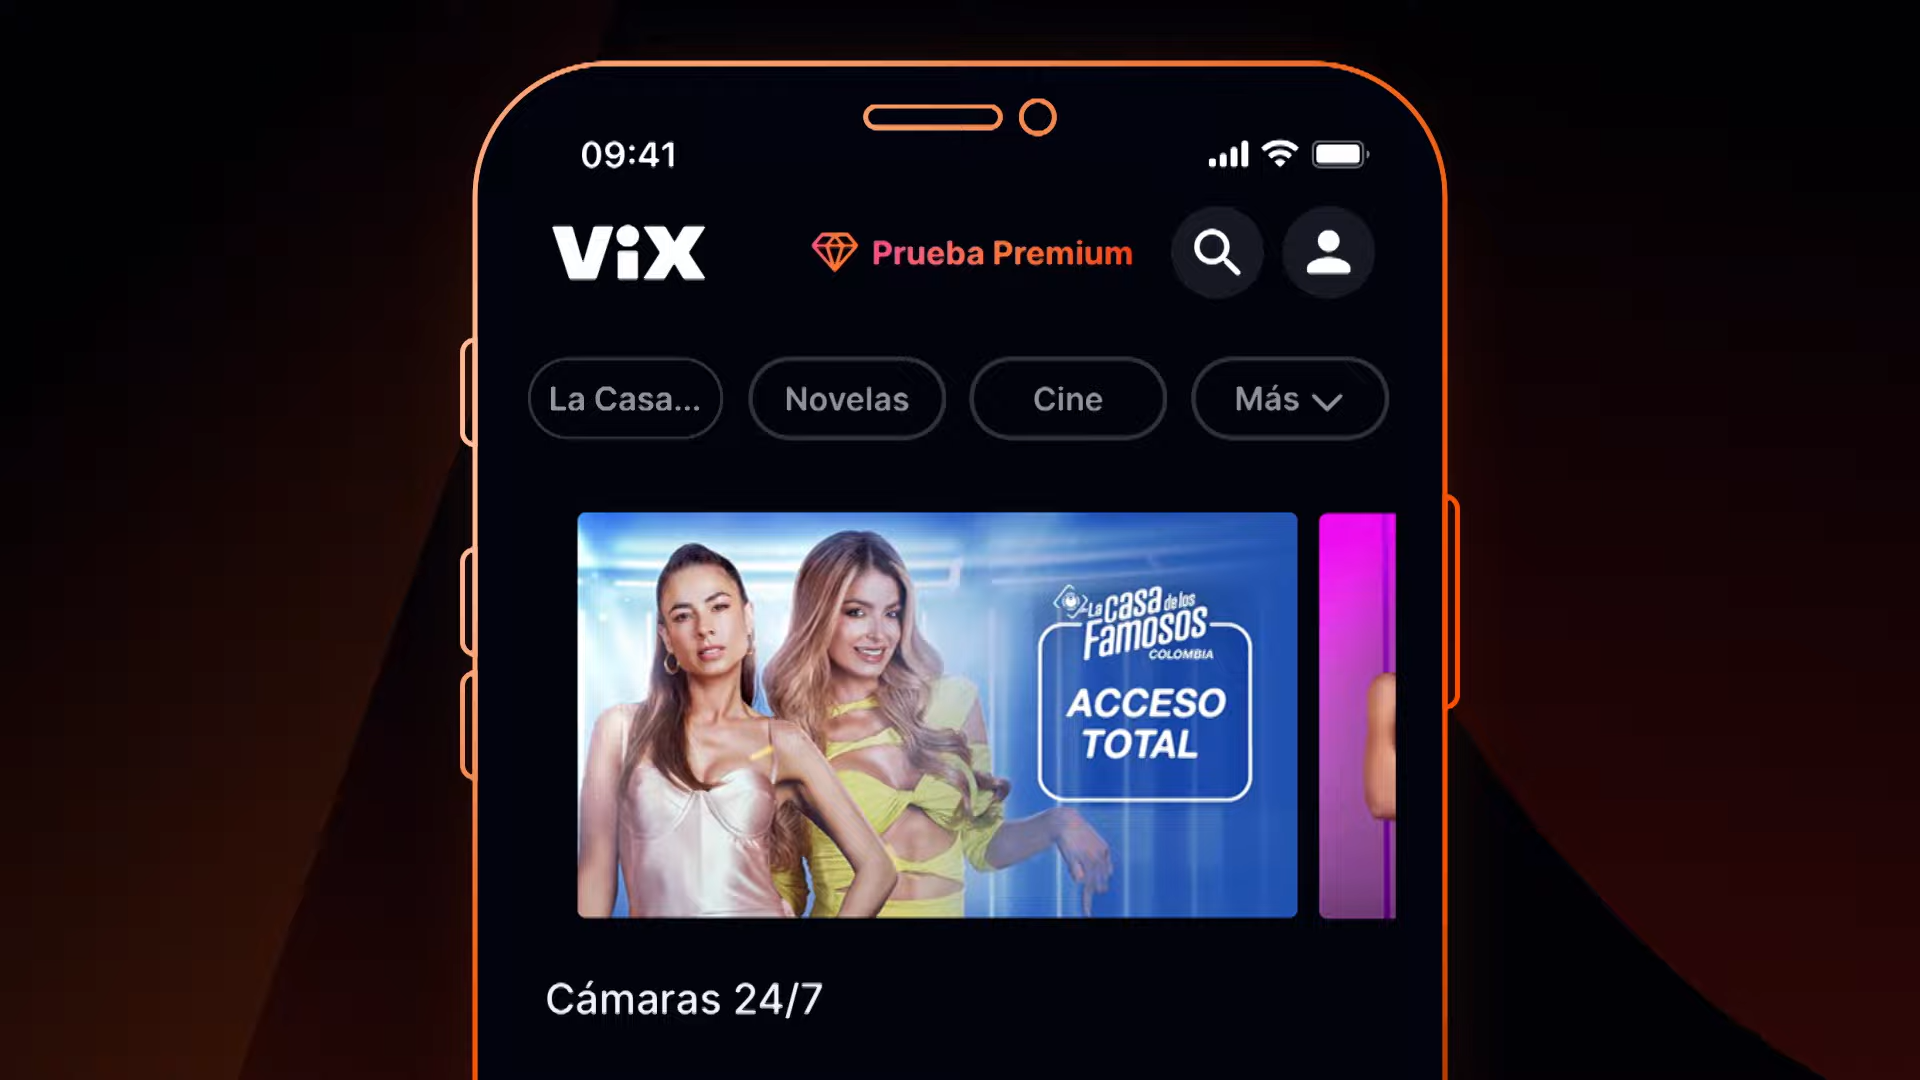 09:41
ViX
Prueba Premium
La Casa...
Novelas
Cine
Más
La Casa de los
Famosos
COLOMBIA
ACCESO
TOTAL
Cámaras 24/7